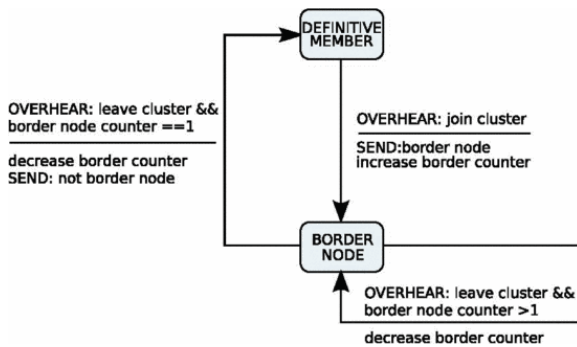 DEFINITIVE
MEMBER
OVERHEAR: leave cluster &&
border node counter ==1
decrease border counter
SEND: not border node
OVERHEAR: join cluster
SEND:border node
increase border counter
BORDER
NODE
OVERHEAR: leave cluster &&
border node counter >1
decrease border counter